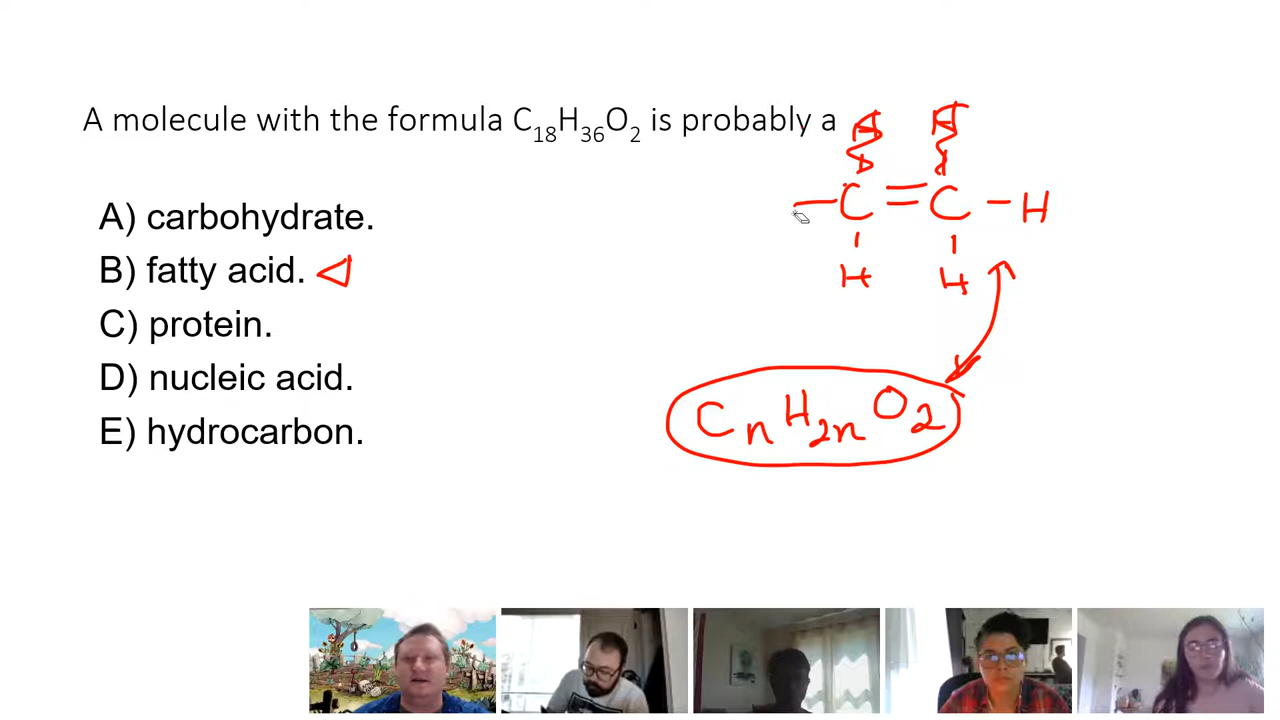 A molecule with the formula C₁₈H₃₆O₂ is probably a
A) carbohydrate.
B) fatty acid.
C) protein.
D) nucleic acid.
E) hydrocarbon.
H H
–C=C–H
H H
CₙH₂ₙO₂